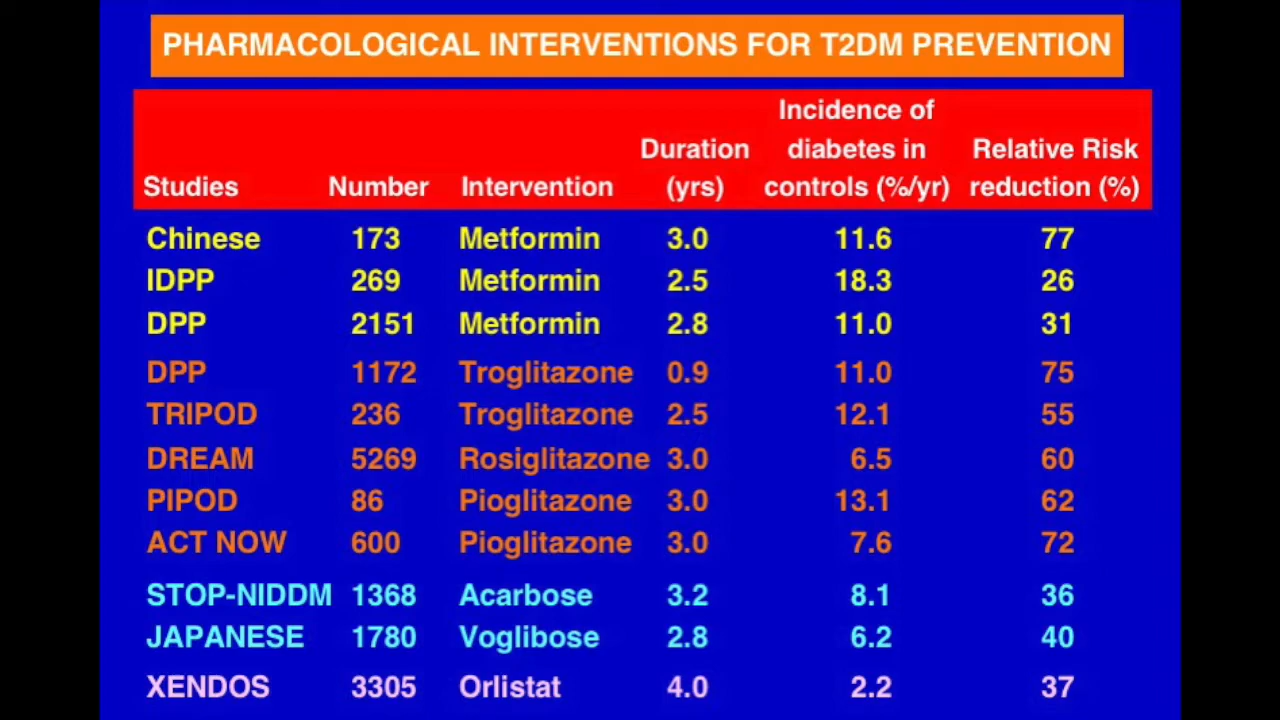 PHARMACOLOGICAL INTERVENTIONS FOR T2DM PREVENTION
Incidence of
Duration diabetes in Relative Risk
Studies Number Intervention (yrs) controls (%/yr) reduction (%)
Chinese 173 Metformin 3.0 11.6 77
IDPP 269 Metformin 2.5 18.3 26
DPP 2151 Metformin 2.8 11.0 31
DPP 1172 Troglitazone 0.9 11.0 75
TRIPOD 236 Troglitazone 2.5 12.1 55
DREAM 5269 Rosiglitazone 3.0 6.5 60
PIPOD 86 Pioglitazone 3.0 13.1 62
ACT NOW 600 Pioglitazone 3.0 7.6 72
STOP-NIDDM 1368 Acarbose 3.2 8.1 36
JAPANESE 1780 Voglibose 2.8 6.2 40
XENDOS 3305 Orlistat 4.0 2.2 37